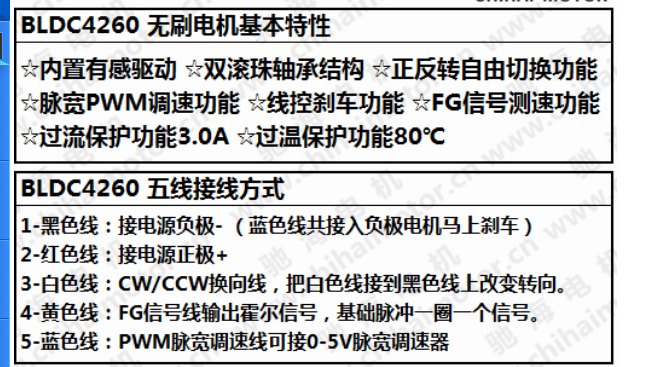 BLDC4260 无刷电机基本特性
☆内置有感驱动 ☆双滚珠轴承结构 ☆正反转自由切换功能
☆脉宽PWM调速功能 ☆线控刹车功能 ☆FG信号测速功能
☆过流保护功能3.0A ☆过温保护功能80℃
BLDC4260 五线接线方式
1-黑色线：接电源负极-（蓝色线共接入负极电机马上刹车）
2-红色线：接电源正极+
3-白色线：CW/CCW换向线，把白色线接到黑色线上改变转向。
4-黄色线：FG信号线输出霍尔信号，基础脉冲一圈一个信号。
5-蓝色线：PWM脉宽调速线可接0-5V脉宽调速器